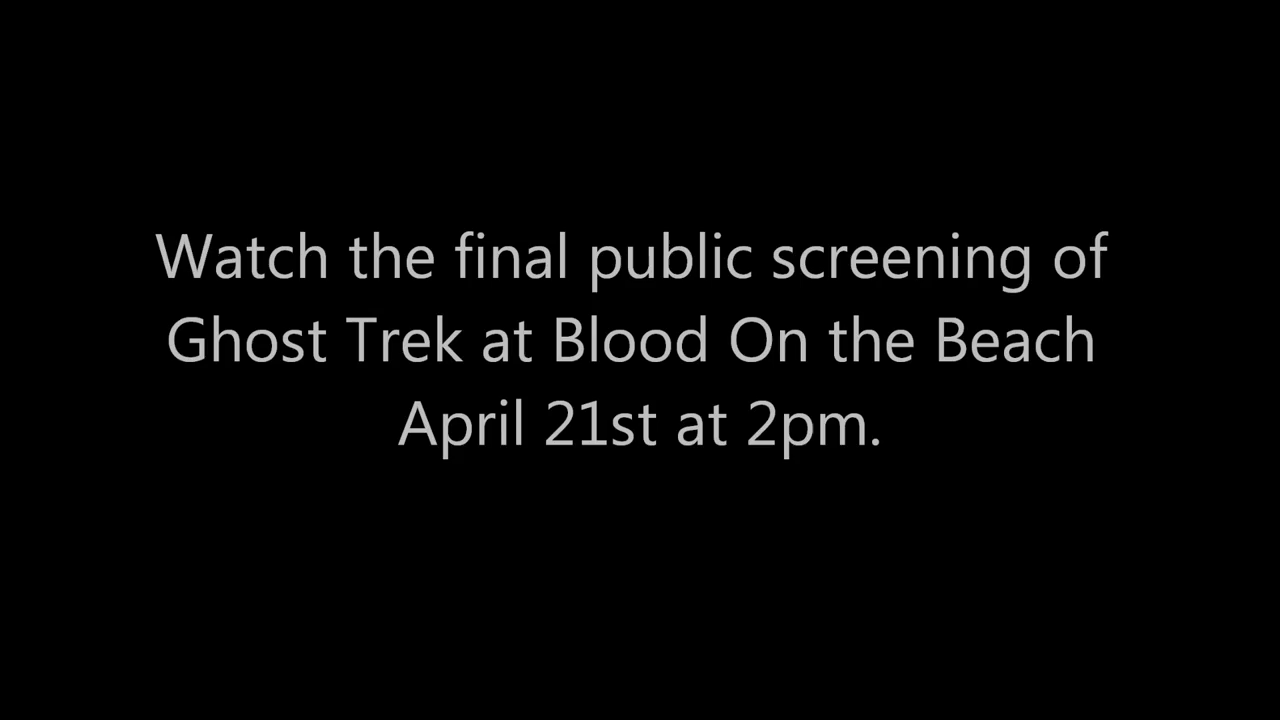 Watch the final public screening of
Ghost Trek at Blood On the Beach
April 21st at 2pm.